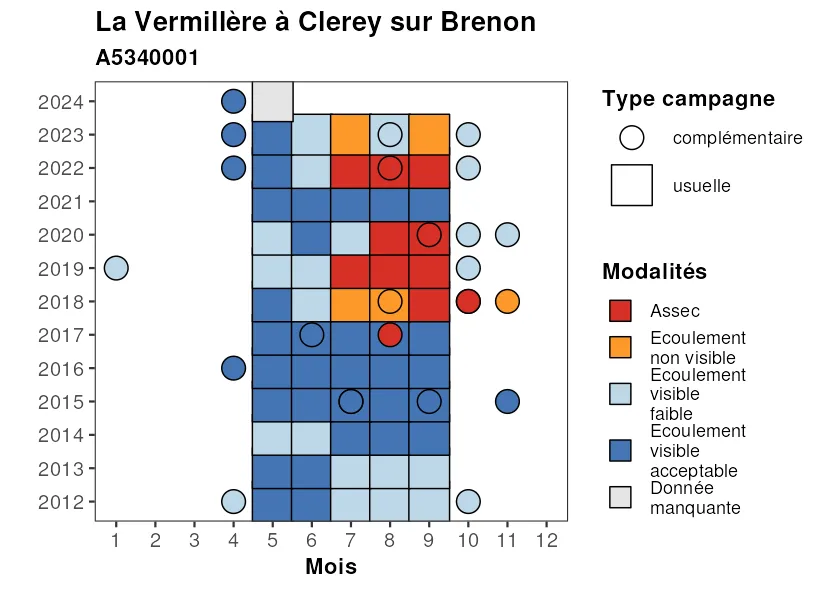 La Vermillère à Clerey sur Brenon
A5340001
2024
2023
2022
2021
2020
2019
2018
2017
2016
2015
2014
2013
2012
1 2 3 4 5 6 7 8 9 10 11 12
Mois
Type campagne
complémentaire
usuelle
Modalités
Assec
Ecoulement
non visible
Ecoulement
visible
faible
Ecoulement
visible
acceptable
Donnée
manquante